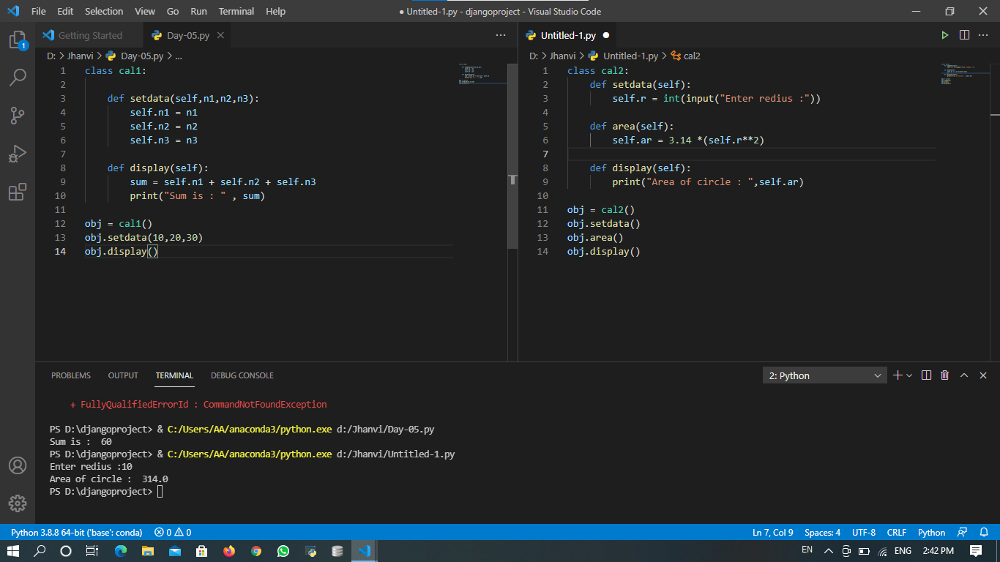 File Edit Selection View Go Run Terminal Help
● Untitled-1.py - djangoproject - Visual Studio Code
1
Getting Started
Day-05.py
D: > Jhanvi > Day-05.py > ...
1 class cal1:
2
3     def setdata(self,n1,n2,n3):
4         self.n1 = n1
5         self.n2 = n2
6         self.n3 = n3
7
8     def display(self):
9         sum = self.n1 + self.n2 + self.n3
10         print("Sum is : " , sum)
11
12 obj = cal1()
13 obj.setdata(10,20,30)
14 obj.display()
Untitled-1.py
D: > Jhanvi > Untitled-1.py > cal2
1 class cal2:
2     def setdata(self):
3         self.r = int(input("Enter redius :"))
4
5     def area(self):
6         self.ar = 3.14 *(self.r**2)
7
8     def display(self):
9         print("Area of circle : ",self.ar)
10
11 obj = cal2()
12 obj.setdata()
13 obj.area()
14 obj.display()
PROBLEMS OUTPUT TERMINAL DEBUG CONSOLE
2: Python
+ FullyQualifiedErrorId : CommandNotFoundException
PS D:\djangoproject> & C:/Users/AA/anaconda3/python.exe d:/Jhanvi/Day-05.py
Sum is :  60
PS D:\djangoproject> & C:/Users/AA/anaconda3/python.exe d:/Jhanvi/Untitled-1.py
Enter redius :10
Area of circle :  314.0
PS D:\djangoproject>
Python 3.8.8 64-bit ('base': conda) 0 0
Ln 7, Col 9 Spaces: 4 UTF-8 CRLF Python
EN ENG 2:42 PM